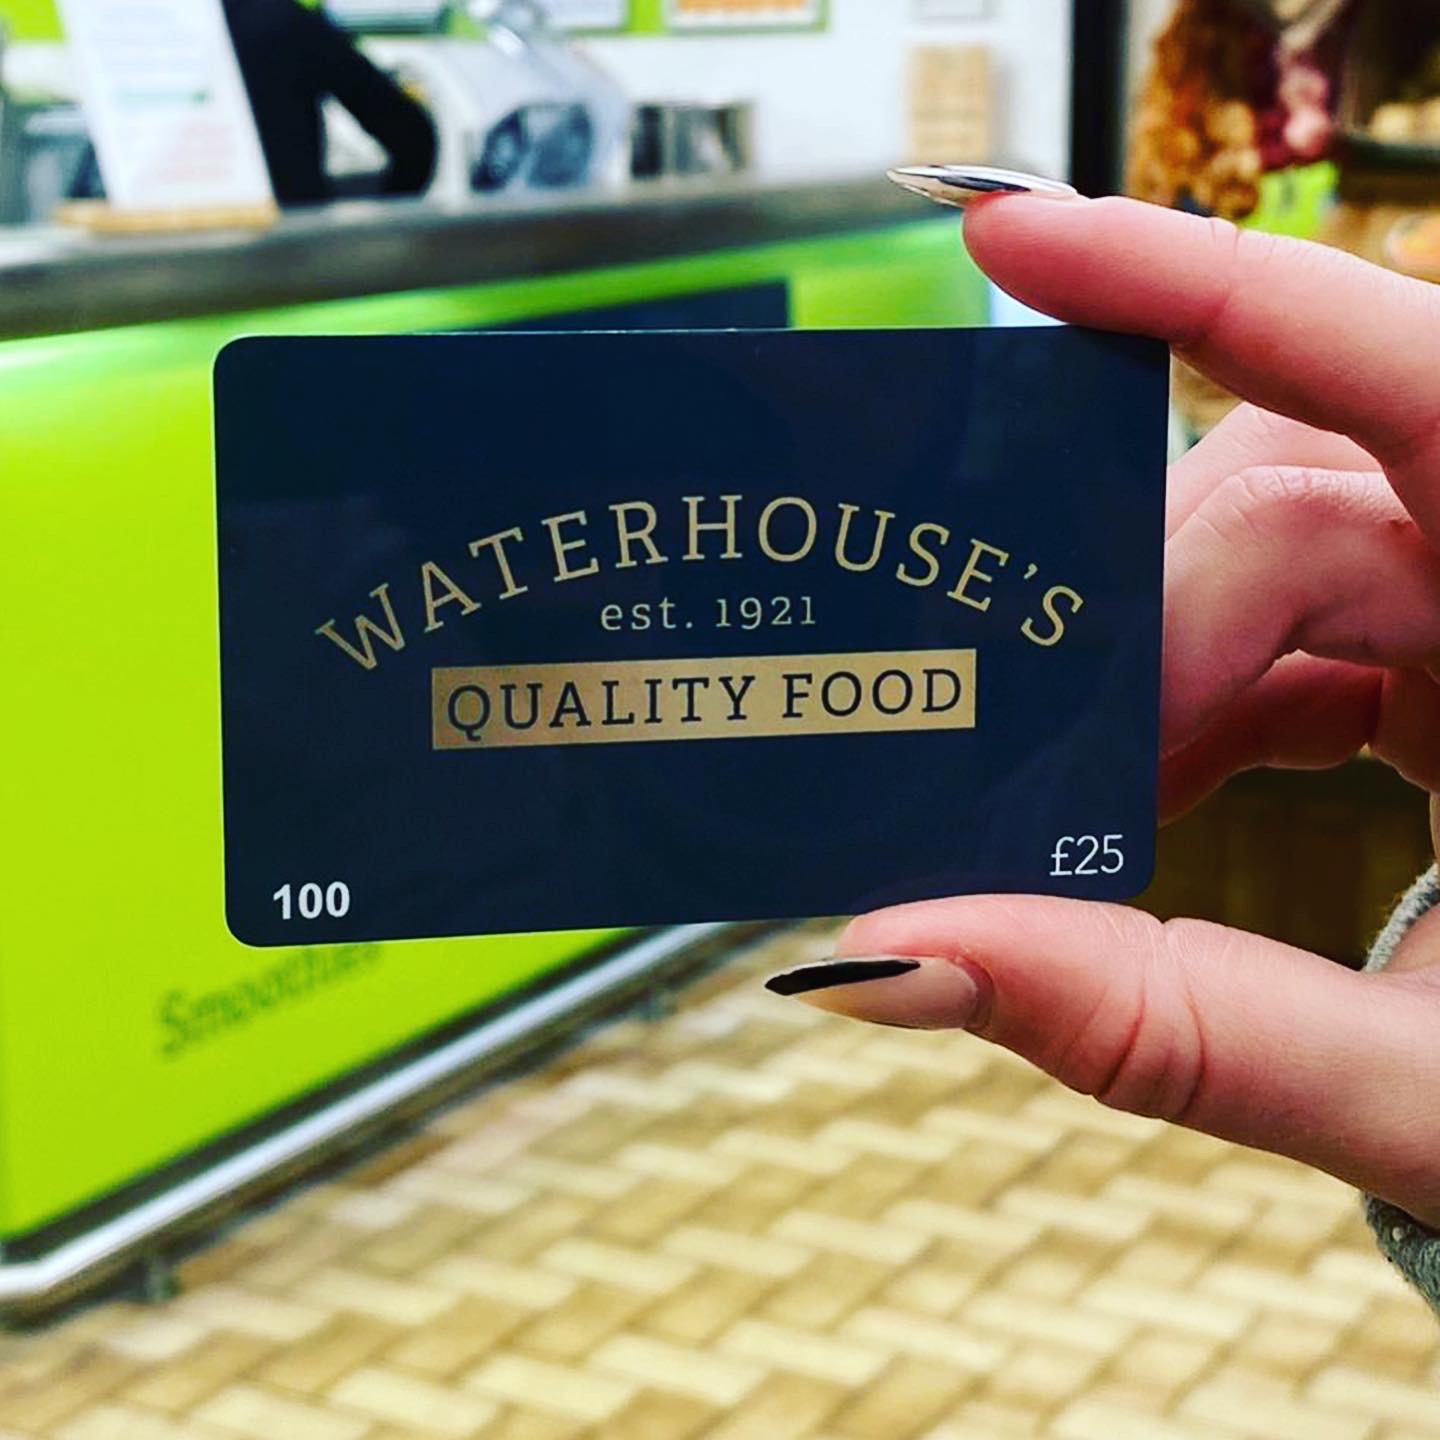 WATERHOUSE'S
est. 1921
QUALITY FOOD
£25
100
Smoothies